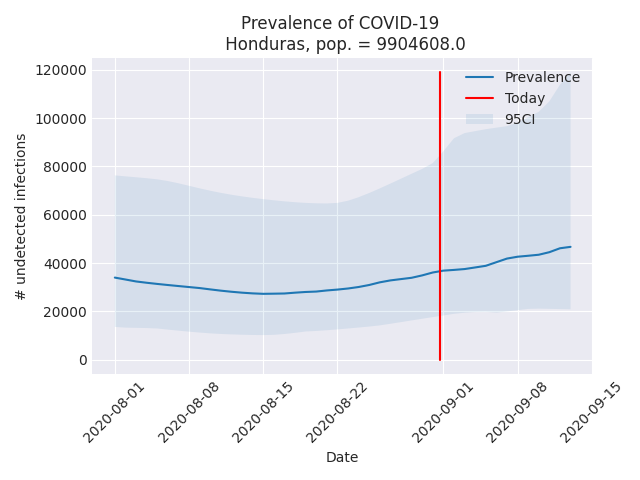 Prevalence of COVID-19
Honduras, pop. = 9904608.0
120000
100000
80000
60000
40000
20000
0
# undetected infections
Prevalence
Today
95CI
2020-08-01
2020-08-08
2020-08-15
2020-08-22
2020-09-01
2020-09-08
2020-09-15
Date